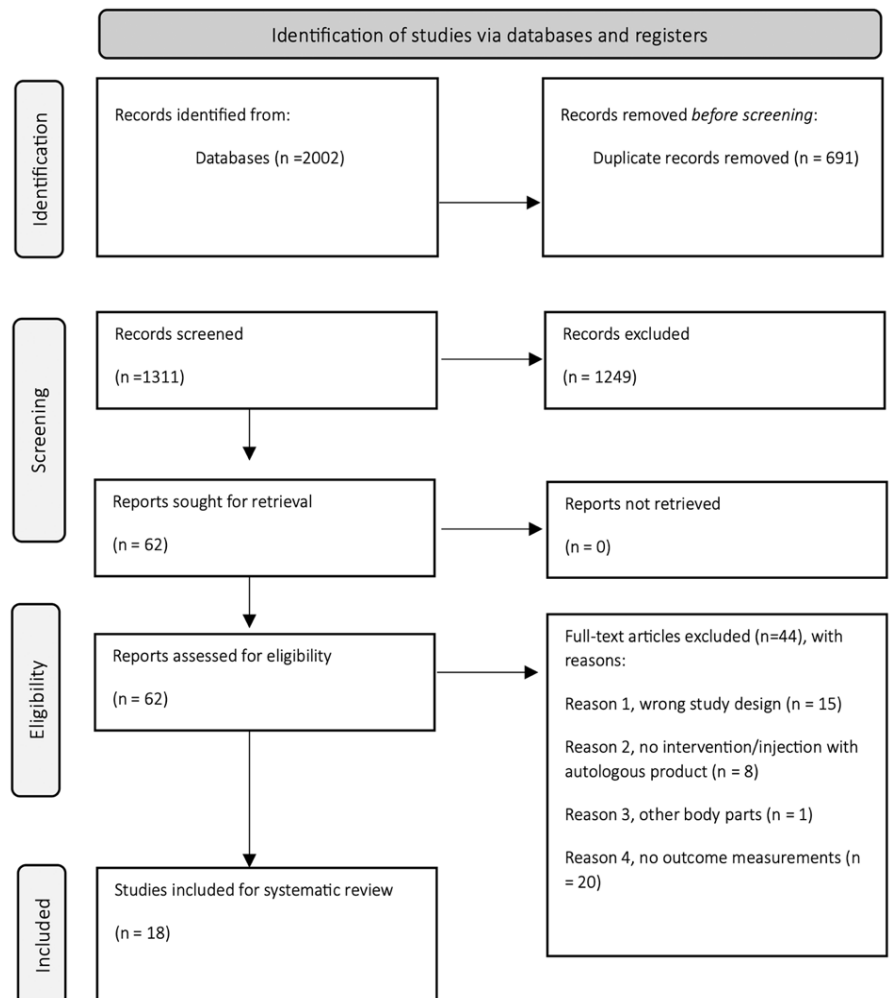 Identification of studies via databases and registers
Identification
Records identified from:
Databases (n =2002)
Records removed before screening:
Duplicate records removed (n = 691)
Screening
Records screened
(n =1311)
Records excluded
(n = 1249)
Reports sought for retrieval
(n = 62)
Reports not retrieved
(n = 0)
Eligibility
Reports assessed for eligibility
(n = 62)
Full-text articles excluded (n=44), with
reasons:
Reason 1, wrong study design (n = 15)
Reason 2, no intervention/injection with
autologous product (n = 8)
Reason 3, other body parts (n = 1)
Reason 4, no outcome measurements (n
= 20)
Included
Studies included for systematic review
(n = 18)